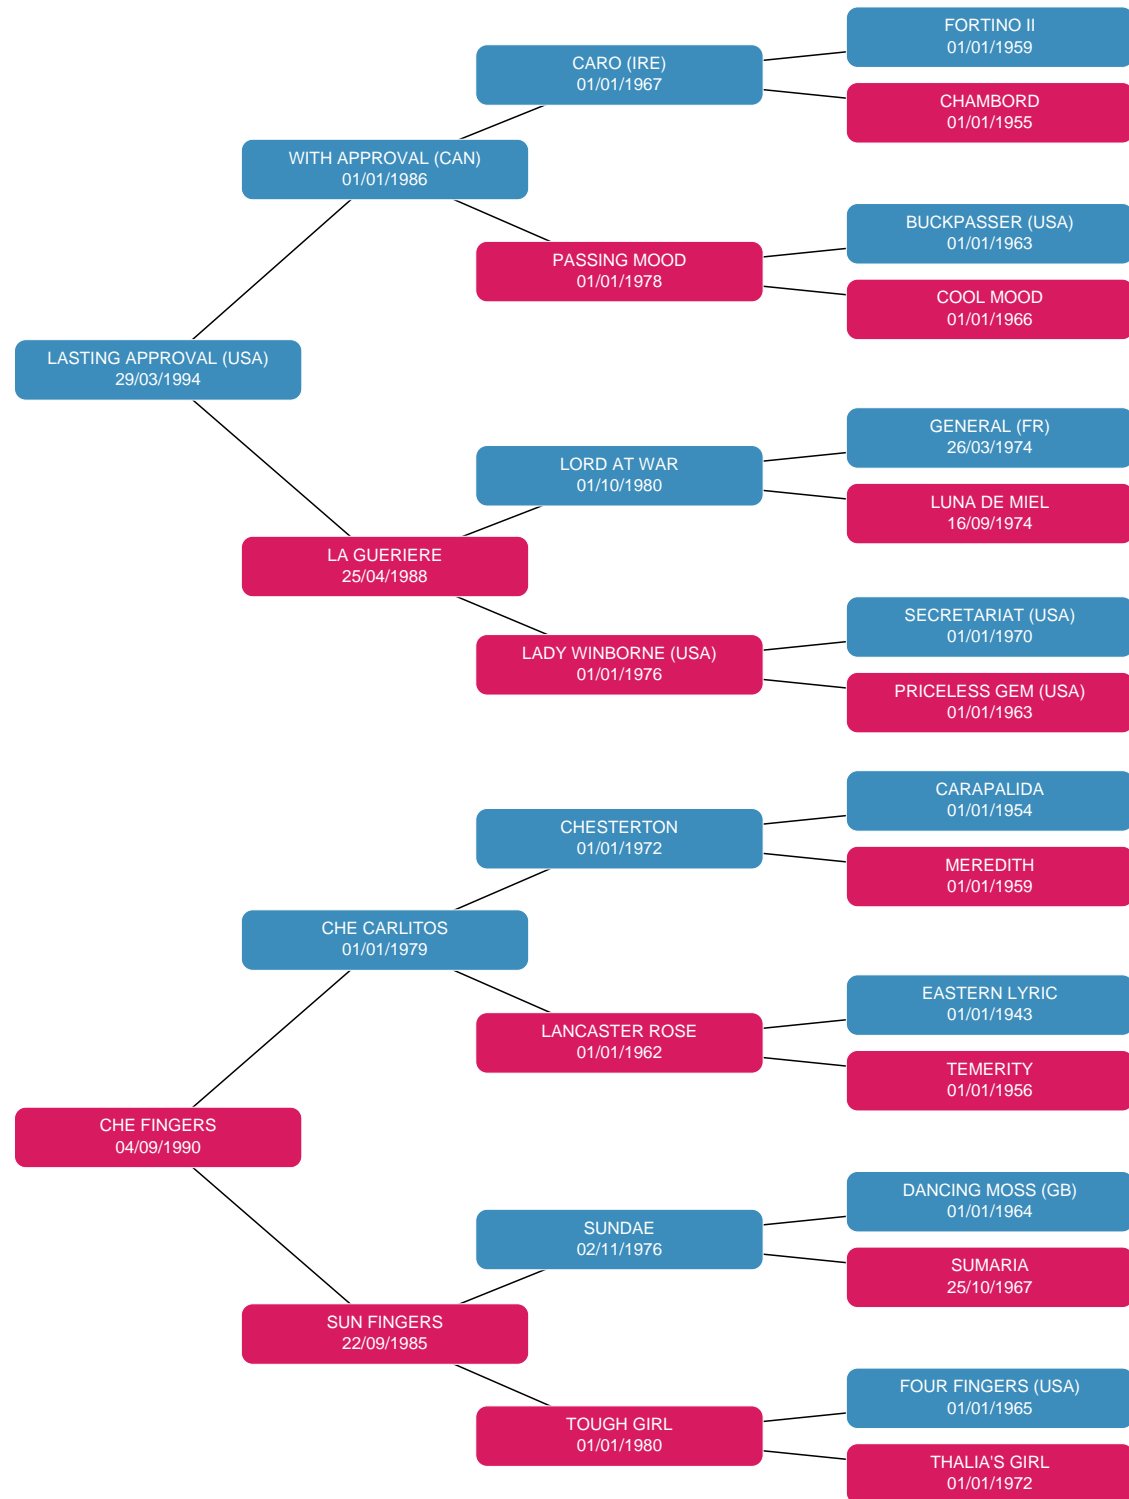 FORTINO II
01/01/1959
CARO (IRE)
01/01/1967
CHAMBORD
01/01/1955
WITH APPROVAL (CAN)
01/01/1986
BUCKPASSER (USA)
01/01/1963
PASSING MOOD
01/01/1978
COOL MOOD
01/01/1966
LASTING APPROVAL (USA)
29/03/1994
GENERAL (FR)
26/03/1974
LORD AT WAR
01/10/1980
LUNA DE MIEL
16/09/1974
LA GUERIERE
25/04/1988
SECRETARIAT (USA)
01/01/1970
LADY WINBORNE (USA)
01/01/1976
PRICELESS GEM (USA)
01/01/1963
CARAPALIDA
01/01/1954
CHESTERTON
01/01/1972
MEREDITH
01/01/1959
CHE CARLITOS
01/01/1979
EASTERN LYRIC
01/01/1943
LANCASTER ROSE
01/01/1962
TEMERITY
01/01/1956
CHE FINGERS
04/09/1990
DANCING MOSS (GB)
01/01/1964
SUNDAE
02/11/1976
SUMARIA
25/10/1967
SUN FINGERS
22/09/1985
FOUR FINGERS (USA)
01/01/1965
TOUGH GIRL
01/01/1980
THALIA'S GIRL
01/01/1972